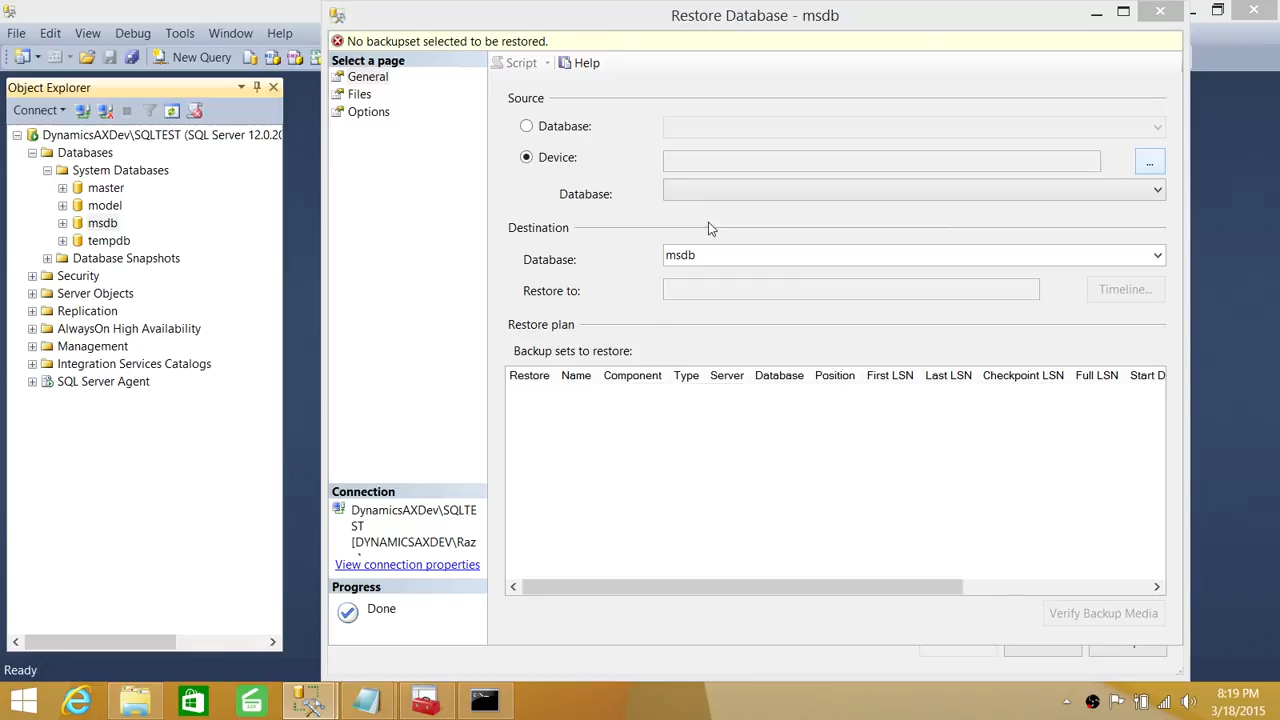 Restore Database - msdb
File Edit View Debug Tools Window Help
New Query
No backupset selected to be restored.
Object Explorer
Connect
DynamicsAXDev\SQLTEST (SQL Server 12.0.20
Databases
System Databases
master
model
msdb
tempdb
Database Snapshots
Security
Server Objects
Replication
AlwaysOn High Availability
Management
Integration Services Catalogs
SQL Server Agent
Ready
Select a page
General
Files
Options
Connection
DynamicsAXDev\SQLTE
ST
[DYNAMICSAXDEV\Raz
View connection properties
Progress
Done
Script Help
Source
Database:
Device: ...
Database:
Destination
Database: msdb
Restore to: Timeline...
Restore plan
Backup sets to restore:
Restore Name Component Type Server Database Position First LSN Last LSN Checkpoint LSN Full LSN Start D
Verify Backup Media
8:19 PM
3/18/2015